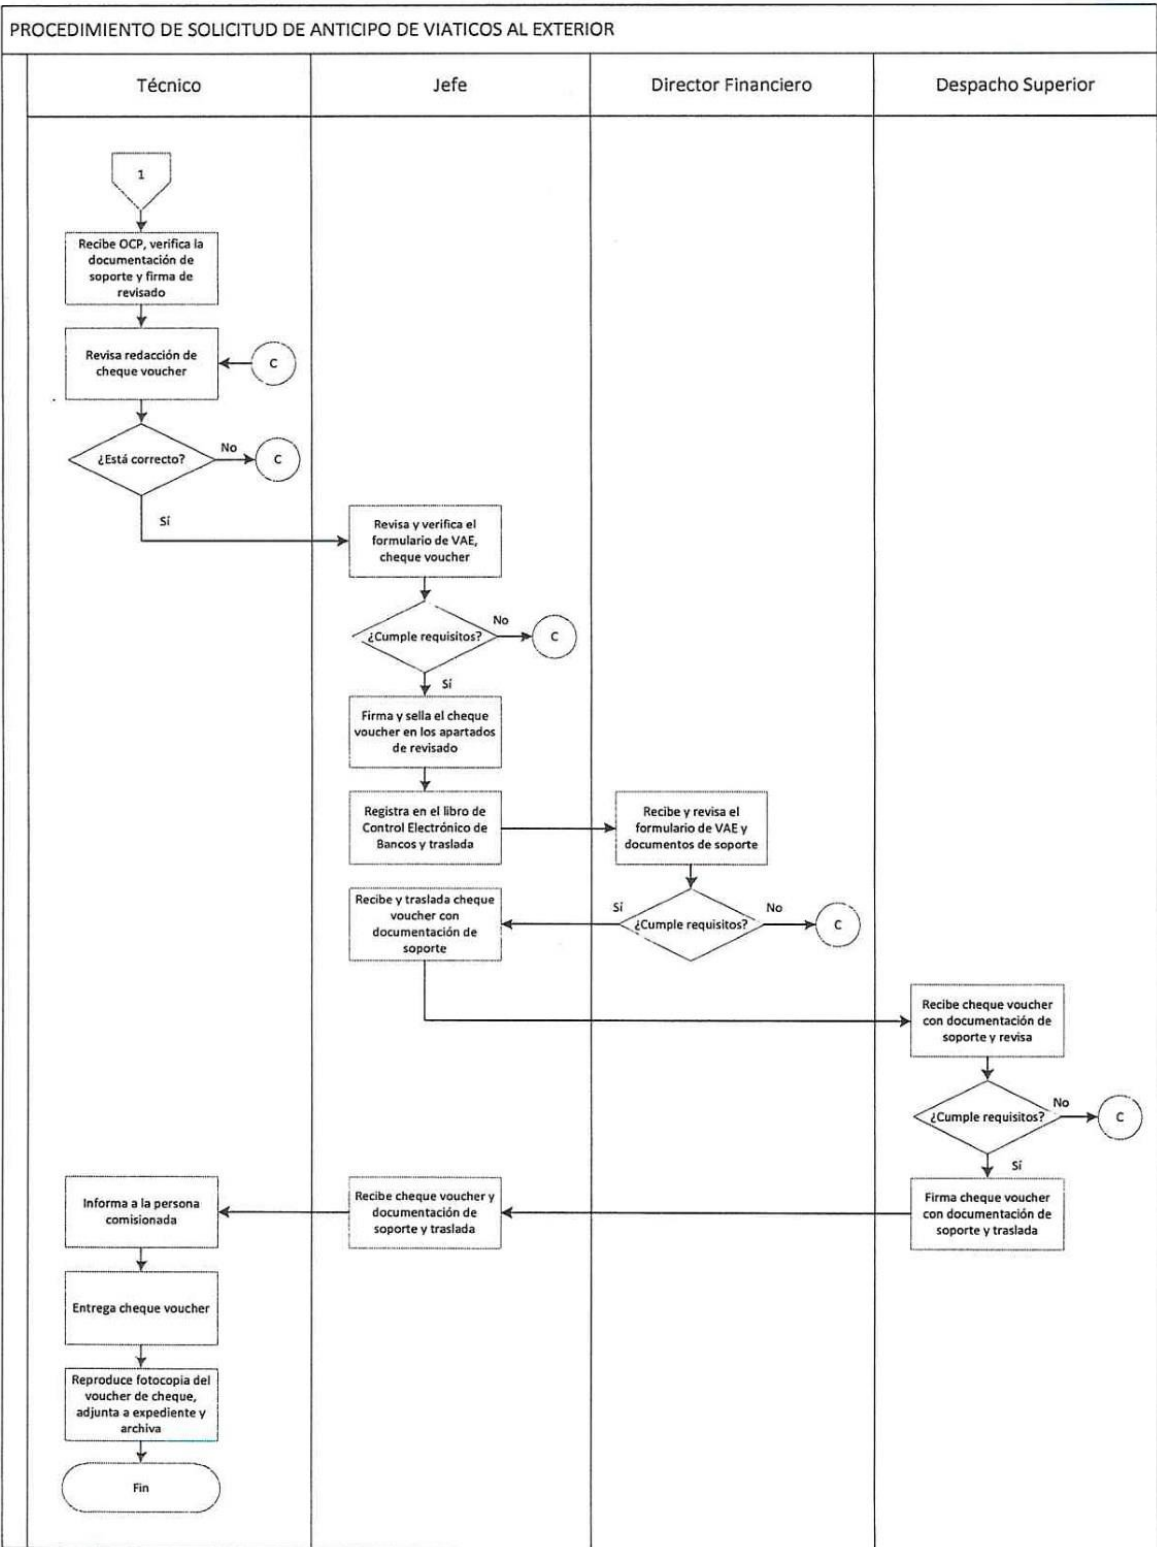 PROCEDIMIENTO DE SOLICITUD DE ANTICIPO DE VIATICOS AL EXTERIOR
Técnico
Jefe
Director Financiero
Despacho Superior
1
Recibe OCP, verifica la
documentación de
soporte y firma de
revisado
Revisa redacción de
cheque voucher
C
¿Está correcto?
No
C
Sí
Revisa y verifica el
formulario de VAE,
cheque voucher
¿Cumple requisitos?
No
C
Sí
Firma y sella el cheque
voucher en los apartados
de revisado
Registra en el libro de
Control Electrónico de
Bancos y traslada
Recibe y revisa el
formulario de VAE y
documentos de soporte
¿Cumple requisitos?
Sí
No
C
Recibe y traslada cheque
voucher con
documentación de
soporte
Recibe cheque voucher
con documentación de
soporte y revisa
¿Cumple requisitos?
No
C
Sí
Firma cheque voucher
con documentación de
soporte y traslada
Recibe cheque voucher y
documentación de
soporte y traslada
Informa a la persona
comisionada
Entrega cheque voucher
Reproduce fotocopia del
voucher de cheque,
adjunta a expediente y
archiva
Fin